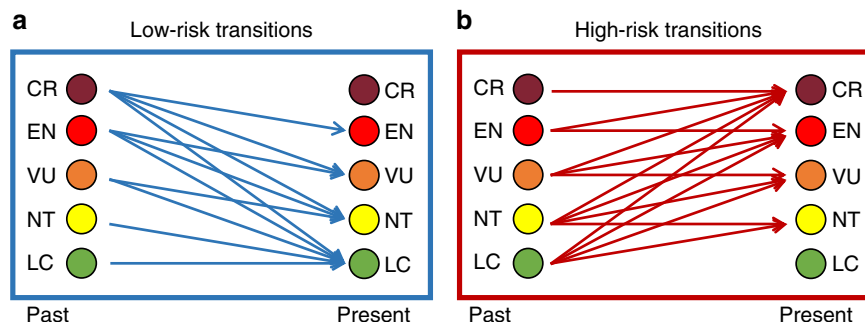 a Low-risk transitions
CR CR
EN EN
VU VU
NT NT
LC LC
Past Present
b High-risk transitions
CR CR
EN EN
VU VU
NT NT
LC LC
Past Present